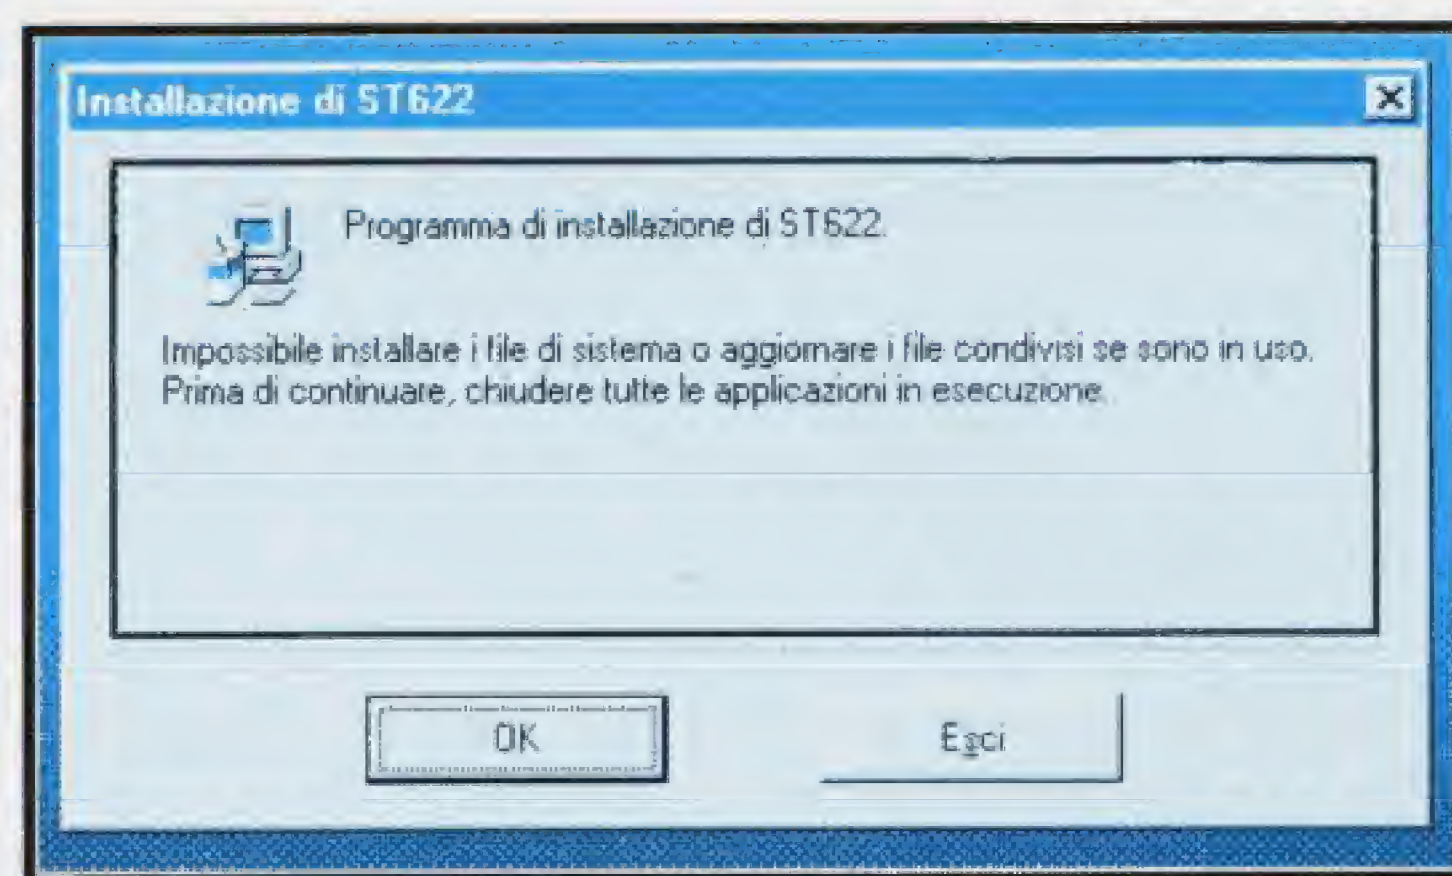 Installazione di ST622
Programma di installazione di ST622.
Impossibile installare i file di sistema o aggiornare i file condivisi se sono in uso.
Prima di continuare, chiudere tutte le applicazioni in esecuzione.
OK
Esci